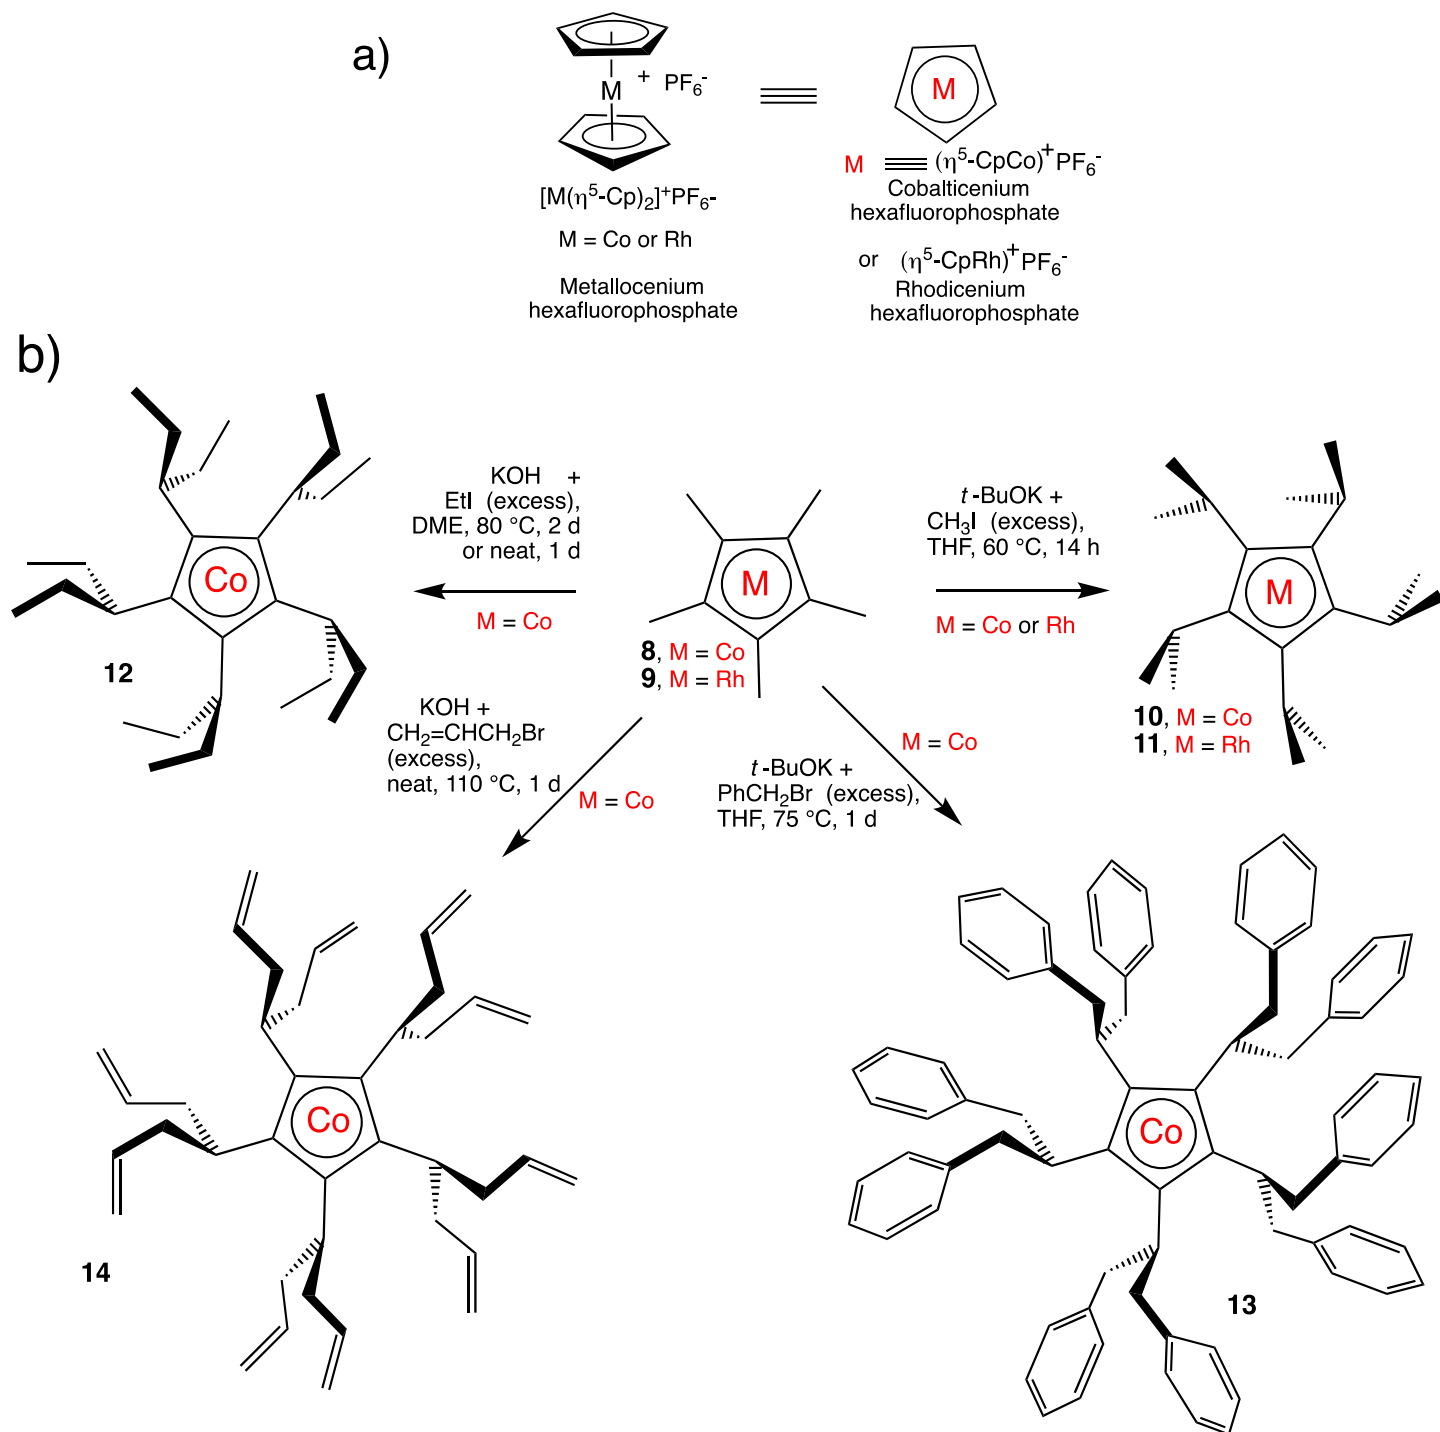 a)
M
+ PF6-
[M(η5-Cp)2]+PF6-
M = Co or Rh
Metallocenium
hexafluorophosphate
M
M ≡ (η5-CpCo)+PF6-
Cobalticenium
hexafluorophosphate
or (η5-CpRh)+PF6-
Rhodicenium
hexafluorophosphate
b)
Co
12
KOH +
EtI (excess),
DME, 80 °C, 2 d
or neat, 1 d
M = Co
M
8, M = Co
9, M = Rh
t-BuOK +
CH3I (excess),
THF, 60 °C, 14 h
M = Co or Rh
M
10, M = Co
11, M = Rh
KOH +
CH2=CHCH2Br
(excess),
neat, 110 °C, 1 d
M = Co
t-BuOK +
PhCH2Br (excess),
THF, 75 °C, 1 d
M = Co
Co
14
Co
13